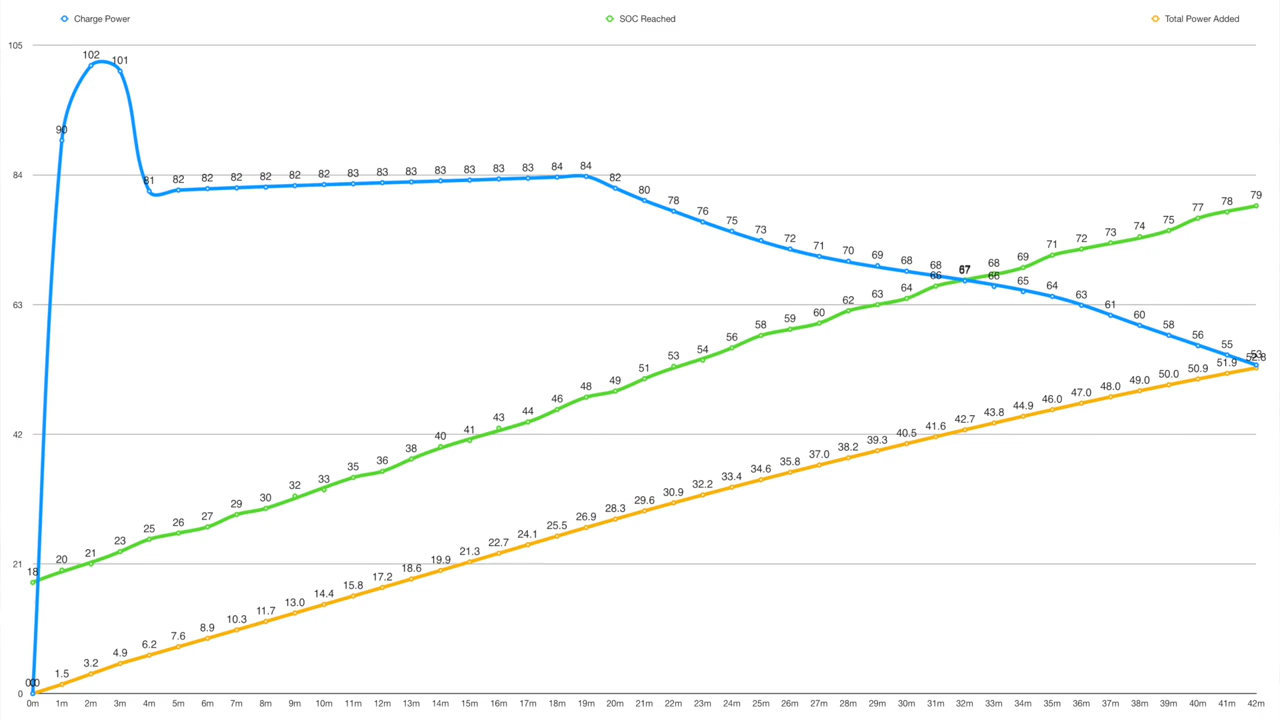 Charge Power SOC Reached Total Power Added
105
102
101
90
84
81 82 82 82 82 82 82 83 83 83 83 83 83 83 84 84 82 80 78 76 75 73 72 71 70 69 68 68 67 66 65 64 63 61 60 58 56 55 53
63
42
21
0
18 20 21 23 25 26 27 29 30 32 33 35 36 38 40 41 43 44 46 48 49 51 53 54 56 58 59 60 62 63 64 66 67 68 69 71 72 73 74 75 77 78 79
0.0 1.5 3.2 4.9 6.2 7.6 8.9 10.3 11.7 13.0 14.4 15.8 17.2 18.6 19.9 21.3 22.7 24.1 25.5 26.9 28.3 29.6 30.9 32.2 33.4 34.6 35.8 37.0 38.2 39.3 40.5 41.6 42.7 43.8 44.9 46.0 47.0 48.0 49.0 50.0 50.9 51.9 52.8
0m 1m 2m 3m 4m 5m 6m 7m 8m 9m 10m 11m 12m 13m 14m 15m 16m 17m 18m 19m 20m 21m 22m 23m 24m 25m 26m 27m 28m 29m 30m 31m 32m 33m 34m 35m 36m 37m 38m 39m 40m 41m 42m